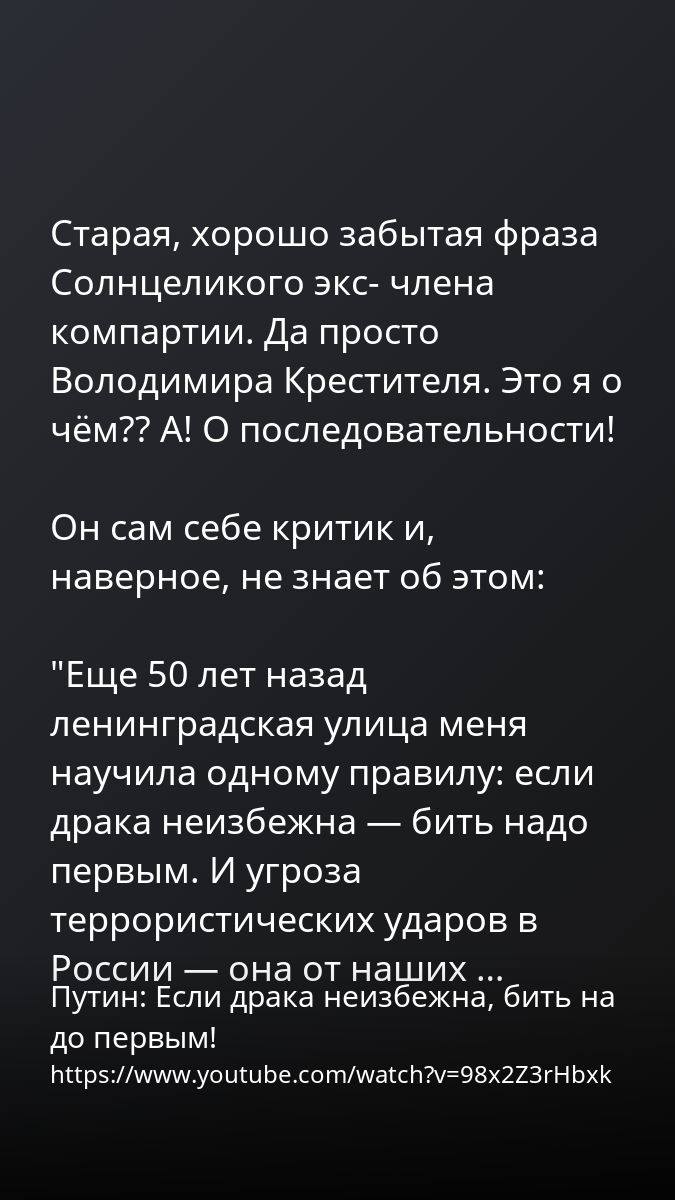 Старая, хорошо забытая фраза
Солнцеликого экс- члена
компартии. Да просто
Володимира Крестителя. Это я о
чём?? А! О последовательности!
Он сам себе критик и,
наверное, не знает об этом:
"Еще 50 лет назад
ленинградская улица меня
научила одному правилу: если
драка неизбежна — бить надо
первым. И угроза
террористических ударов в
России — она от наших ...
Путин: Если драка неизбежна, бить на
до первым!
https://www.youtube.com/watch?v=98x2Z3rHbxk